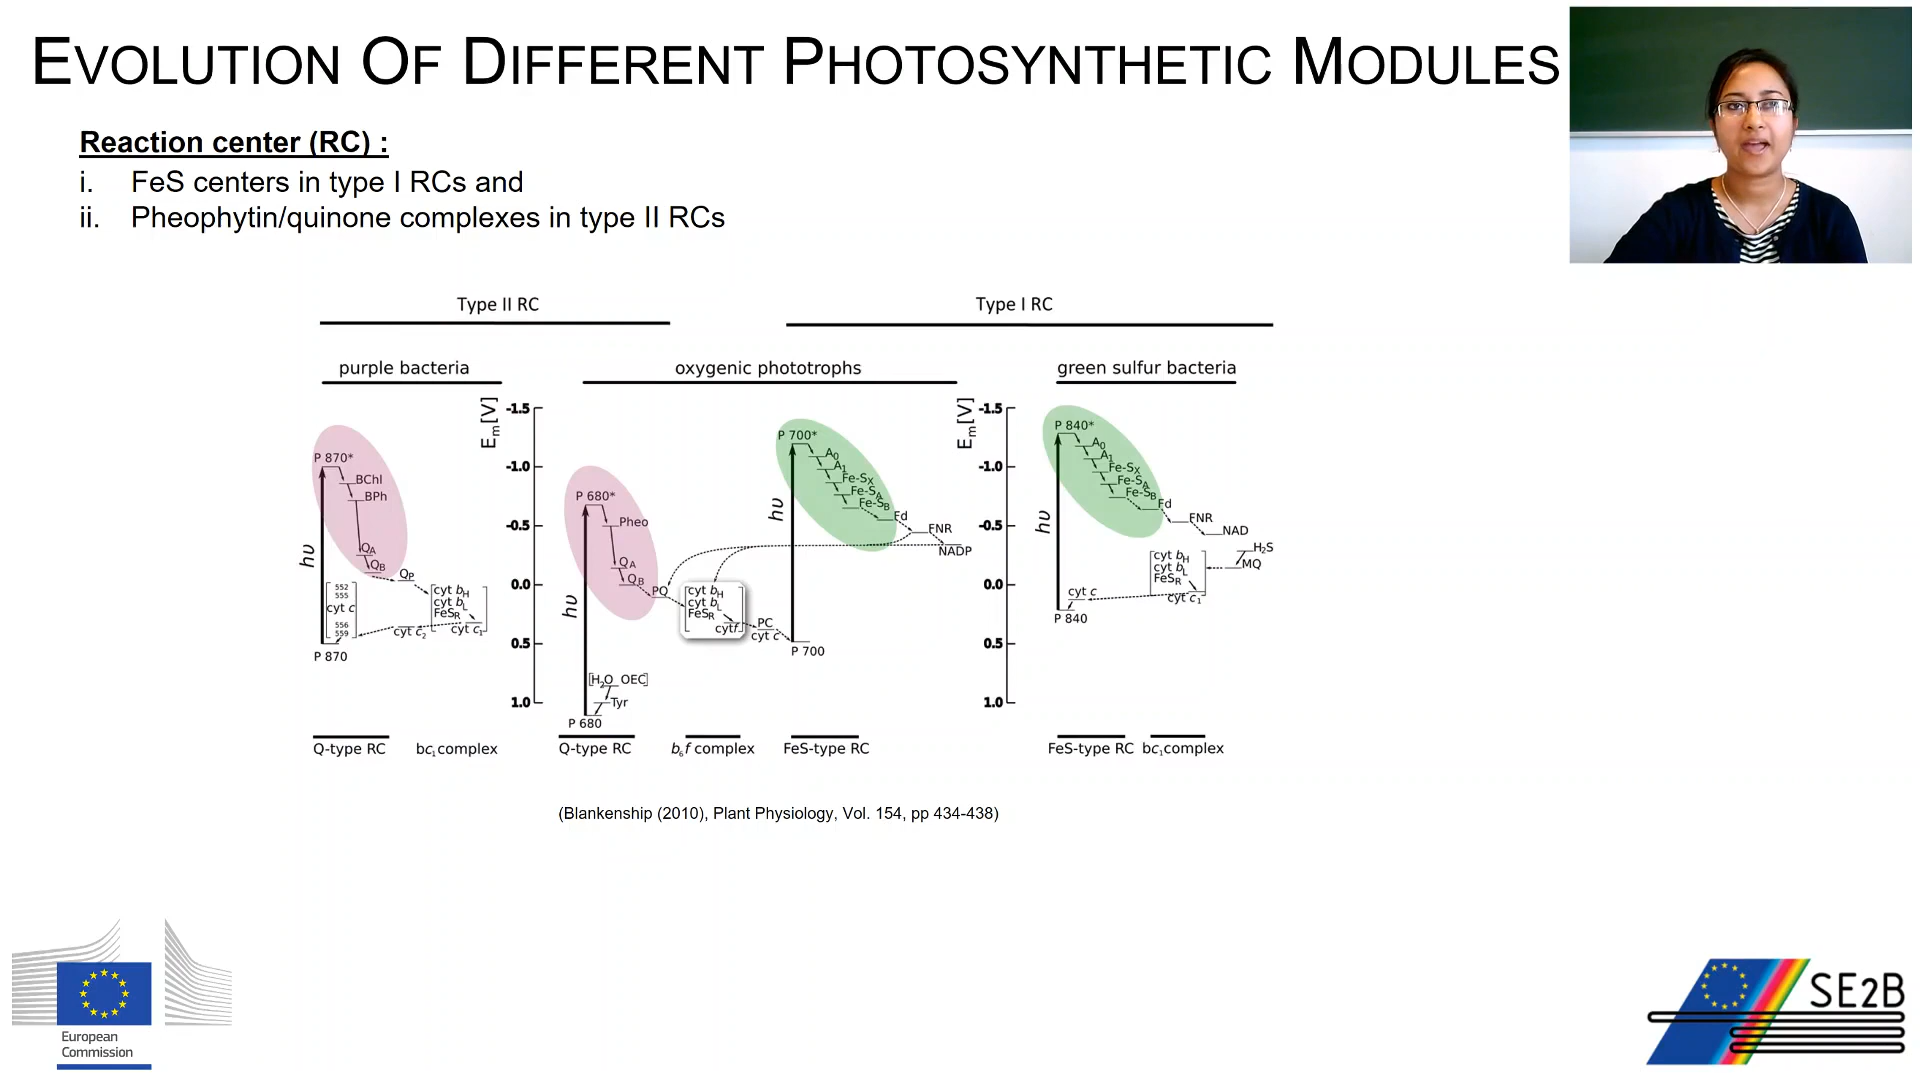 EVOLUTION OF DIFFERENT PHOTOSYNTHETIC MODULES
Reaction center (RC) :
i. FeS centers in type I RCs and
ii. Pheophytin/quinone complexes in type II RCs
Type II RC
Type I RC
purple bacteria
oxygenic phototrophs
green sulfur bacteria
P 870*
BChl
BPh
QA
QB
QP
hυ
552
555
cyt c
556
559
cyt bH
cyt bL
FeSR
cyt c1
cyt c2
P 870
Em[V]
-1.5
-1.0
-0.5
0.0
0.5
1.0
P 680*
Pheo
QA
QB
PQ
hυ
cyt bH
cyt bL
FeSR
cyt f
PC
cyt c
[H2O OEC]
Tyr
P 680
P 700*
A0
A1
Fe-SX
Fe-SA
Fe-SB
Fd
FNR
NADP
hυ
P 700
Em[V]
-1.5
-1.0
-0.5
0.0
0.5
1.0
P 840*
A0
A1
Fe-SX
Fe-SA
Fe-SB
Fd
FNR
NAD
H2S
MQ
hυ
cyt bH
cyt bL
FeSR
cyt c1
cyt c
P 840
Q-type RC
bc1complex
Q-type RC
b6f complex
FeS-type RC
FeS-type RC
bc1complex
(Blankenship (2010), Plant Physiology, Vol. 154, pp 434-438)
European
Commission
SE2B